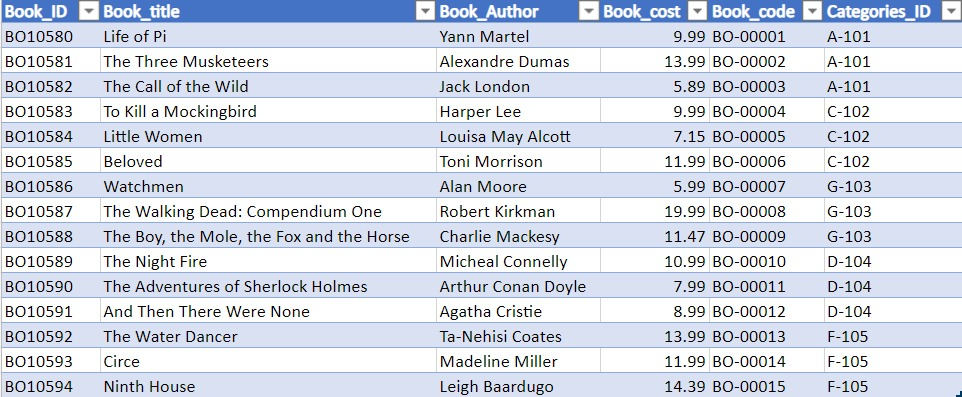 Book_ID Book_title Book_Author Book_cost Book_code Categories_ID
BO10580 Life of Pi Yann Martel 9.99 BO-00001 A-101
BO10581 The Three Musketeers Alexandre Dumas 13.99 BO-00002 A-101
BO10582 The Call of the Wild Jack London 5.89 BO-00003 A-101
BO10583 To Kill a Mockingbird Harper Lee 9.99 BO-00004 C-102
BO10584 Little Women Louisa May Alcott 7.15 BO-00005 C-102
BO10585 Beloved Toni Morrison 11.99 BO-00006 C-102
BO10586 Watchmen Alan Moore 5.99 BO-00007 G-103
BO10587 The Walking Dead: Compendium One Robert Kirkman 19.99 BO-00008 G-103
BO10588 The Boy, the Mole, the Fox and the Horse Charlie Mackesy 11.47 BO-00009 G-103
BO10589 The Night Fire Micheal Connelly 10.99 BO-00010 D-104
BO10590 The Adventures of Sherlock Holmes Arthur Conan Doyle 7.99 BO-00011 D-104
BO10591 And Then There Were None Agatha Cristie 8.99 BO-00012 D-104
BO10592 The Water Dancer Ta-Nehisi Coates 13.99 BO-00013 F-105
BO10593 Circe Madeline Miller 11.99 BO-00014 F-105
BO10594 Ninth House Leigh Baardugo 14.39 BO-00015 F-105